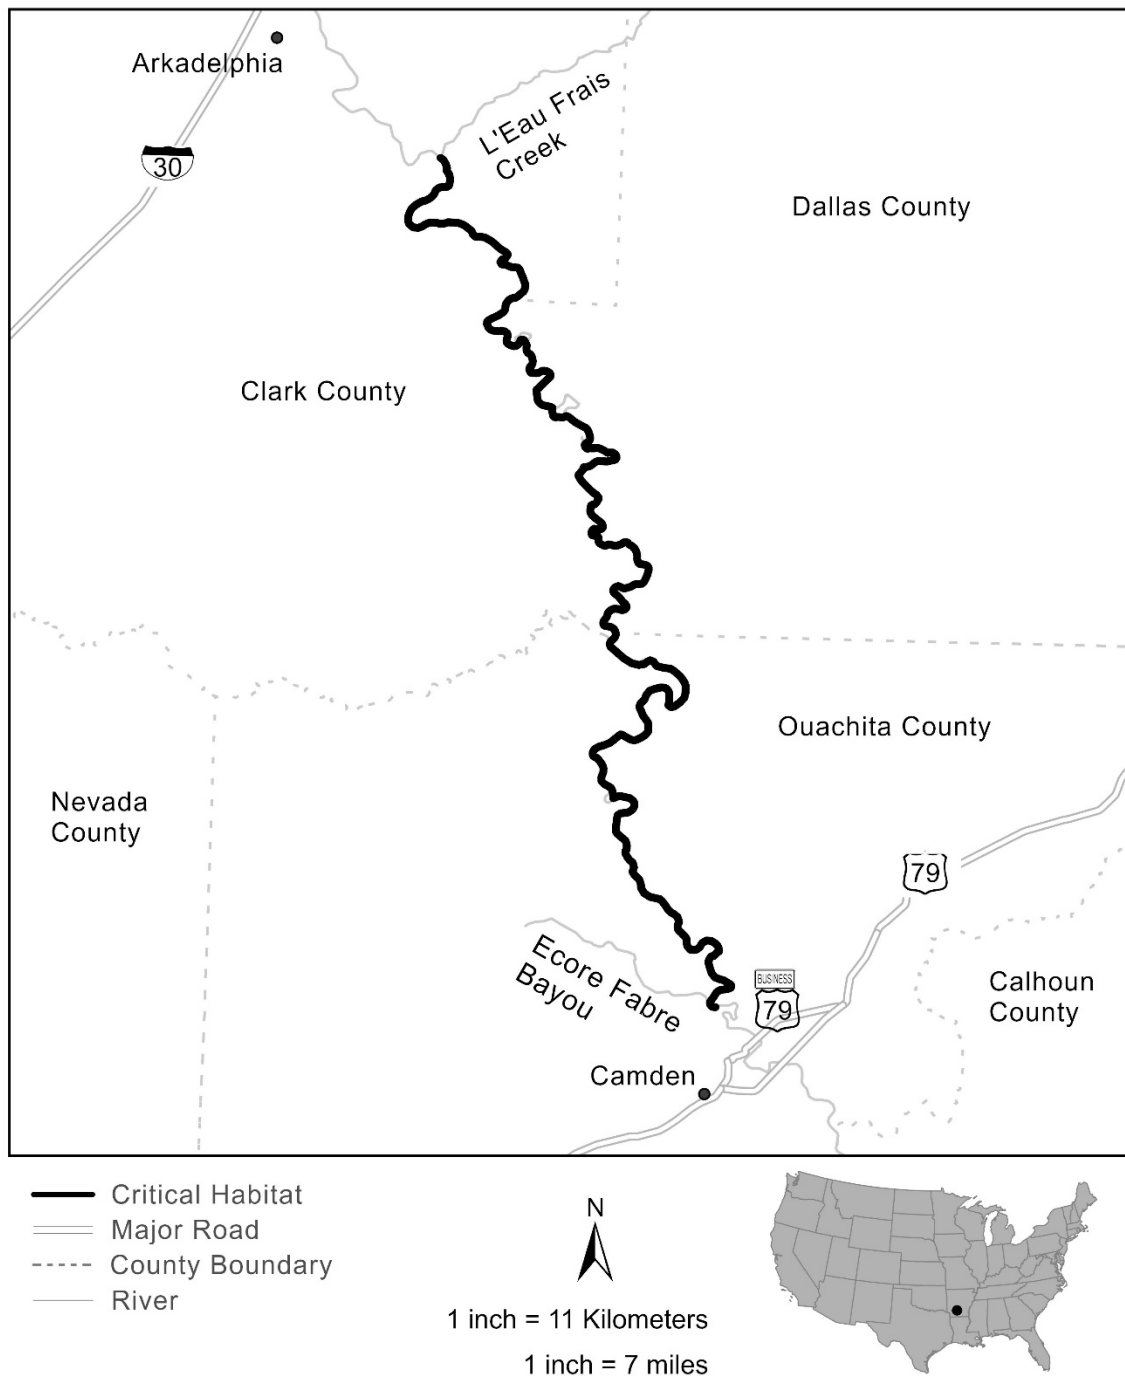 Arkadelphia
L'Eau Frais
Creek
30
Dallas County
Clark County
Ouachita County
Nevada
County
79
Ecore Fabre
Bayou
BUSINESS
79
Calhoun
County
Camden
Critical Habitat
Major Road
County Boundary
River
N
1 inch = 11 Kilometers
1 inch = 7 miles